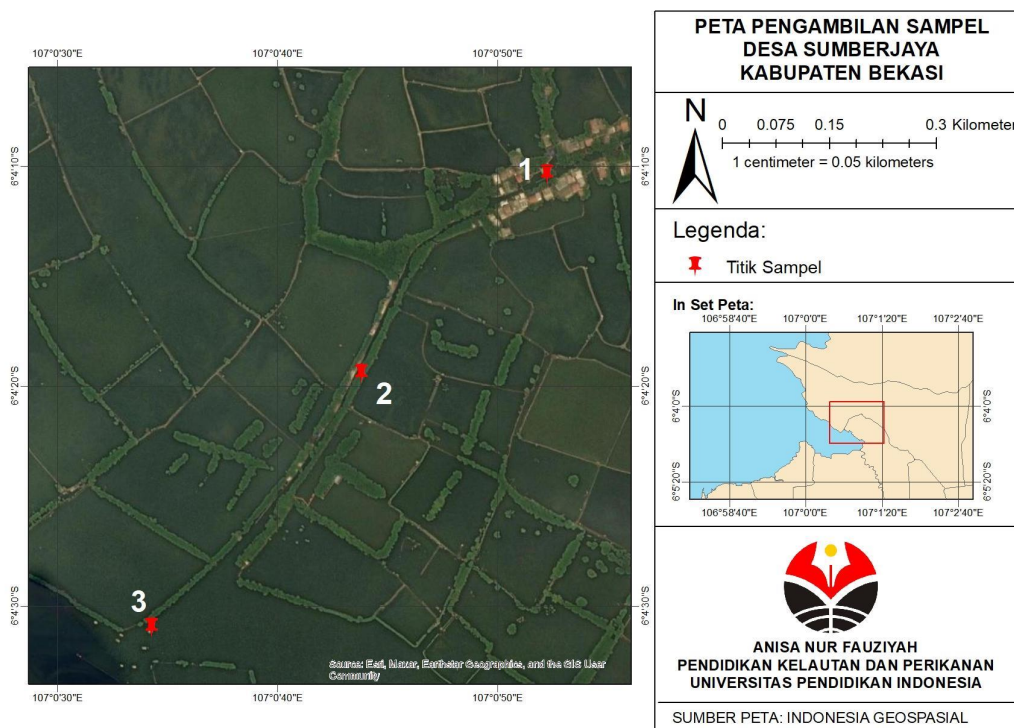 PETA PENGAMBILAN SAMPEL
DESA SUMBERJAYA
KABUPATEN BEKASI
N
0 0.075 0.15 0.3 Kilometer
1 centimeter = 0.05 kilometers
Legenda:
Titik Sampel
In Set Peta:
106°58'40"E 107°0'0"E 107°1'20"E 107°2'40"E
6°4'0"S 6°4'0"S
6°5'20"S 6°5'20"S
106°58'40"E 107°0'0"E 107°1'20"E 107°2'40"E
ANISA NUR FAUZIYAH
PENDIDIKAN KELAUTAN DAN PERIKANAN
UNIVERSITAS PENDIDIKAN INDONESIA
SUMBER PETA: INDONESIA GEOSPASIAL
107°0'30"E 107°0'40"E 107°0'50"E
6°4'10"S 6°4'10"S
1
6°4'20"S 6°4'20"S
2
6°4'30"S 6°4'30"S
3
Source: Esri, Maxar, Earthstar Geographics, and the GIS User
Community
107°0'30"E 107°0'40"E 107°0'50"E